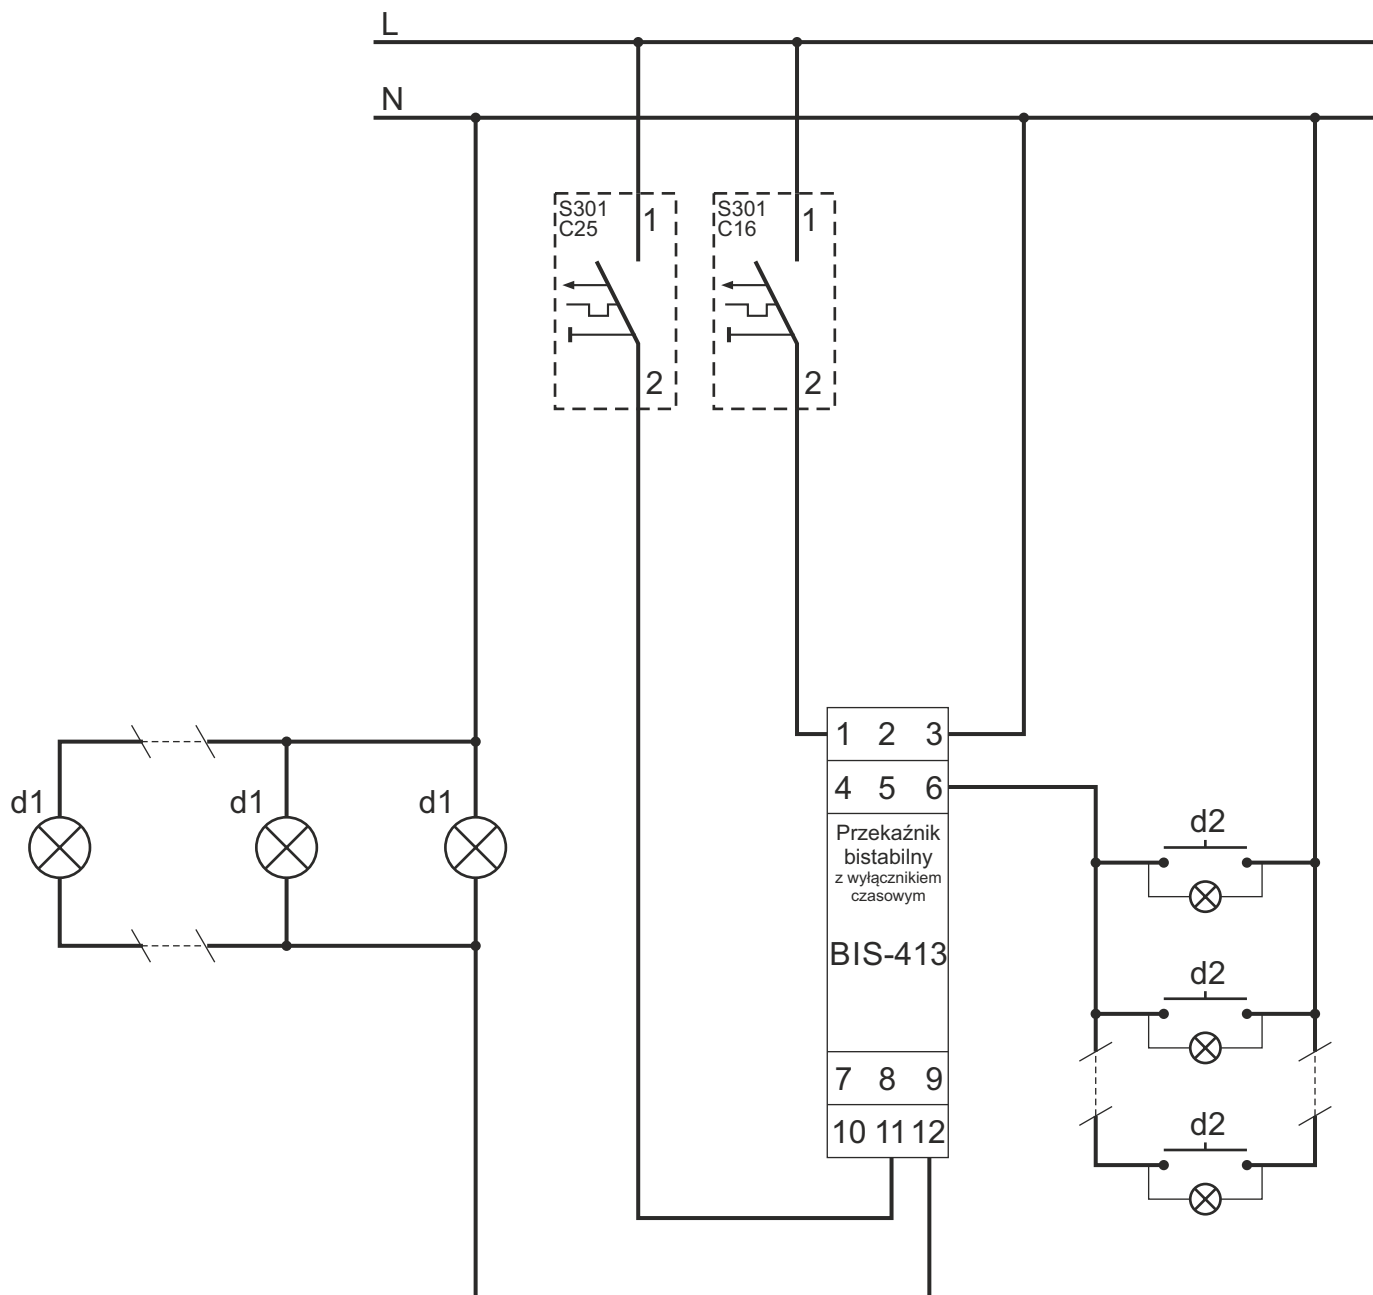 L
N
S301
C25
1
2
S301
C16
1
2
1 2 3
4 5 6
Przekaźnik
bistabilny
z wyłącznikiem
czasowym
BIS-413
7 8 9
10 11 12
d1
d1
d1
d2
d2
d2